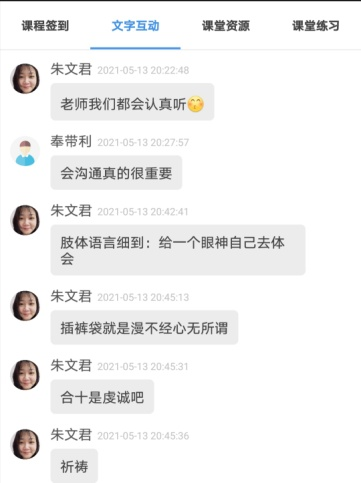 课程签到 文字互动 课堂资源 课堂练习
朱文君 2021-05-13 20:22:48
老师我们都会认真听😚
奉带利 2021-05-13 20:27:57
会沟通真的很重要
朱文君 2021-05-13 20:42:41
肢体语言细到：给一个眼神自己去体
会
朱文君 2021-05-13 20:45:13
插裤袋就是漫不经心无所谓
朱文君 2021-05-13 20:45:31
合十是虔诚吧
朱文君 2021-05-13 20:45:36
祈祷